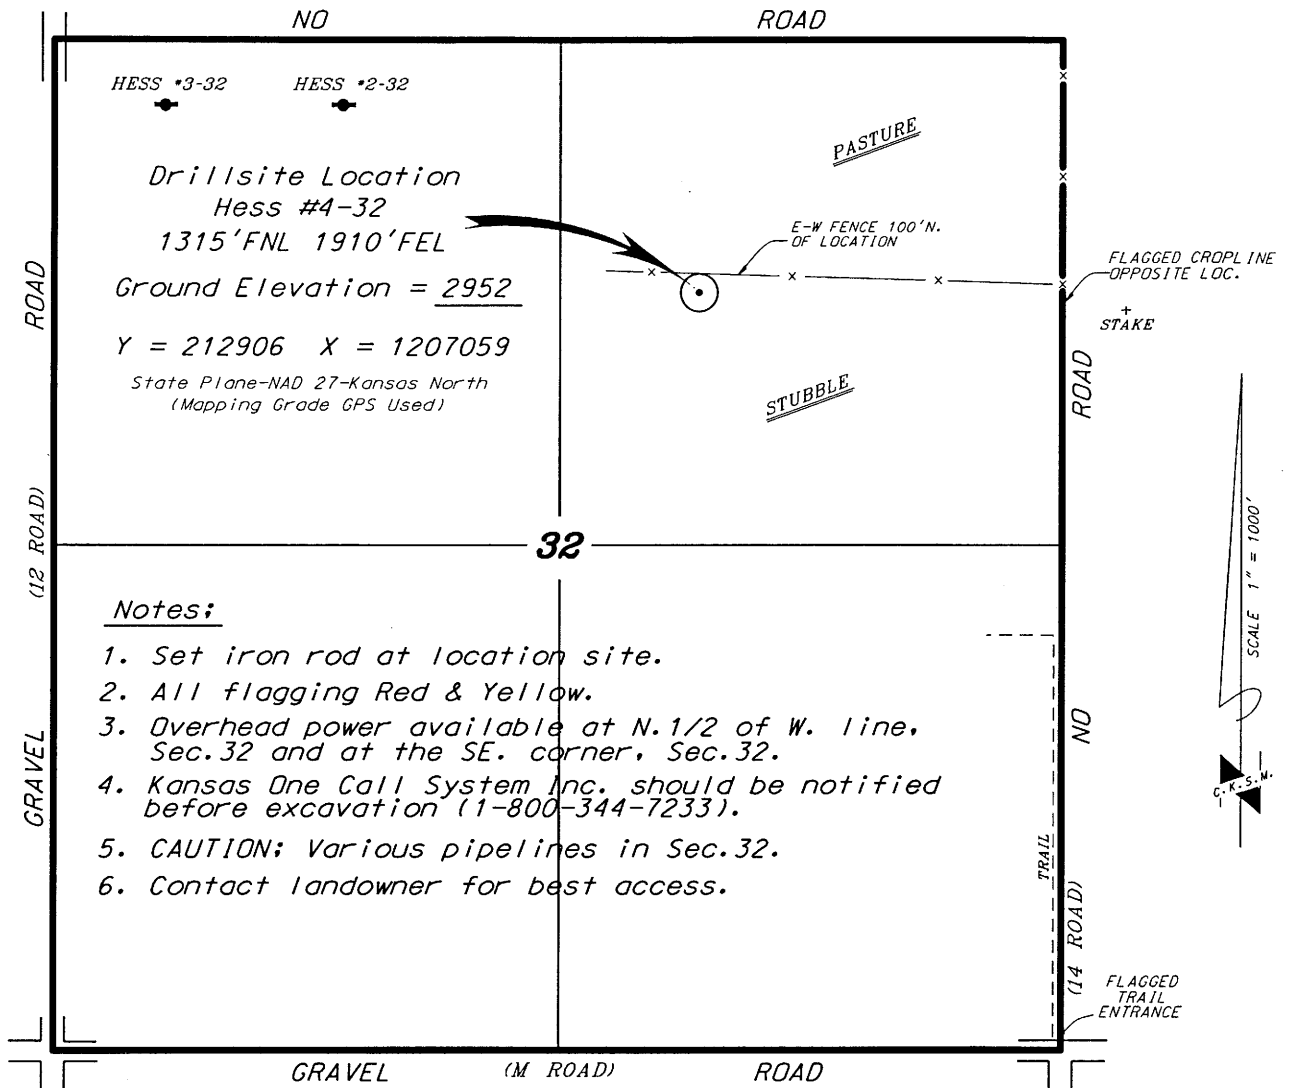 NO ROAD
HESS #3-32 HESS #2-32
PASTURE
Drillsite Location
Hess #4-32
1315'FNL 1910'FEL
E-W FENCE 100'N.
OF LOCATION
FLAGGED CROPLINE
OPPOSITE LOC.
Ground Elevation = 2952
+
STAKE
Y = 212906 X = 1207059
State Plane-NAD 27-Kansas North
(Mapping Grade GPS Used)
STUBBLE
ROAD
ROAD
(12 ROAD)
32
SCALE 1" = 1000'
Notes:
1. Set iron rod at location site.
2. All flagging Red & Yellow.
3. Overhead power available at N.1/2 of W. line,
Sec.32 and at the SE. corner, Sec.32.
4. Kansas One Call System Inc. should be notified
before excavation (1-800-344-7233).
5. CAUTION: Various pipelines in Sec.32.
6. Contact landowner for best access.
GRAVEL
NO
C.K.S.M.
TRAIL
(14 ROAD)
FLAGGED
TRAIL
ENTRANCE
GRAVEL (M ROAD) ROAD